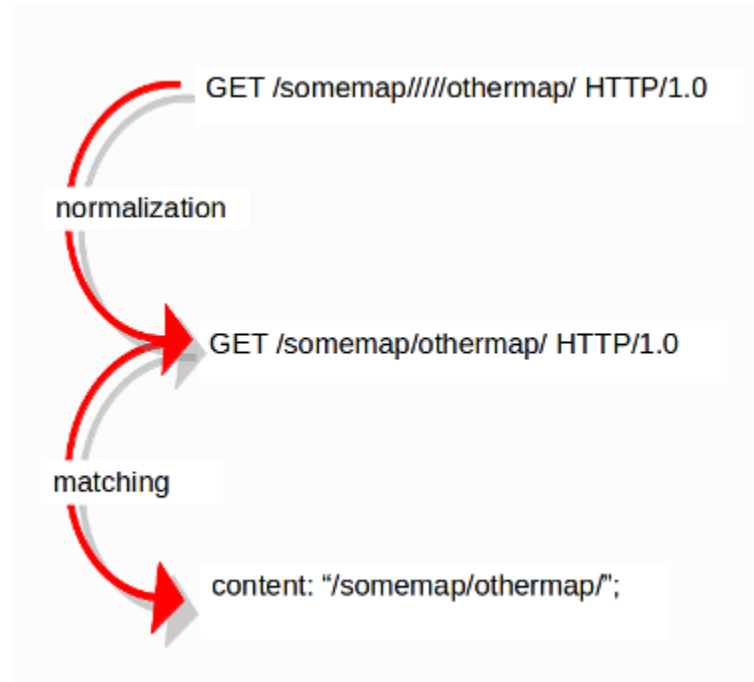 GET /somemap/////othermap/ HTTP/1.0
normalization
GET /somemap/othermap/ HTTP/1.0
matching
content: “/somemap/othermap/”;